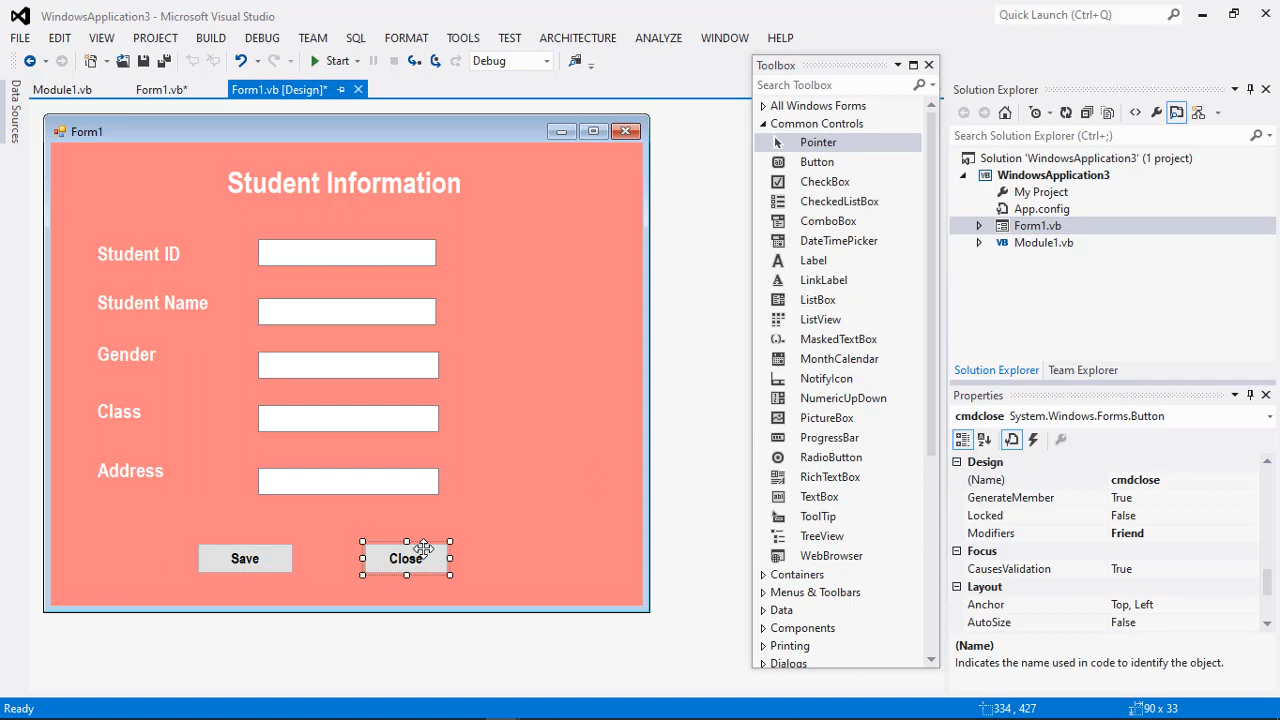 WindowsApplication3 - Microsoft Visual Studio
Quick Launch (Ctrl+Q)
FILE EDIT VIEW PROJECT BUILD DEBUG TEAM SQL FORMAT TOOLS TEST ARCHITECTURE ANALYZE WINDOW HELP
Start Debug
Data Sources
Module1.vb Form1.vb* Form1.vb [Design]*
Form1
Student Information
Student ID
Student Name
Gender
Class
Address
Save Close
Toolbox
Search Toolbox
All Windows Forms
Common Controls
Pointer
Button
CheckBox
CheckedListBox
ComboBox
DateTimePicker
Label
LinkLabel
ListBox
ListView
MaskedTextBox
MonthCalendar
NotifyIcon
NumericUpDown
PictureBox
ProgressBar
RadioButton
RichTextBox
TextBox
ToolTip
TreeView
WebBrowser
Containers
Menus & Toolbars
Data
Components
Printing
Dialogs
Solution Explorer
Search Solution Explorer (Ctrl+;)
Solution 'WindowsApplication3' (1 project)
WindowsApplication3
My Project
App.config
Form1.vb
Module1.vb
Solution Explorer Team Explorer
Properties
cmdclose System.Windows.Forms.Button
Design
(Name) cmdclose
GenerateMember True
Locked False
Modifiers Friend
Focus
CausesValidation True
Layout
Anchor Top, Left
AutoSize False
(Name)
Indicates the name used in code to identify the object.
Ready 334 , 427 90 x 33